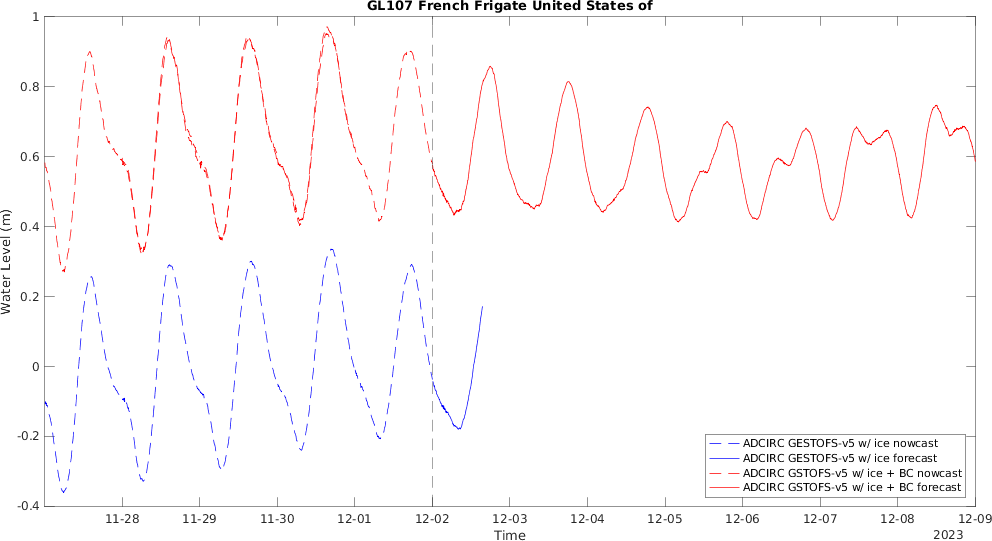 GL107 French Frigate United States of
Water Level (m)
1
0.8
0.6
0.4
0.2
0
-0.2
-0.4
ADCIRC GESTOFS-v5 w/ ice nowcast
ADCIRC GESTOFS-v5 w/ ice forecast
ADCIRC GSTOFS-v5 w/ ice + BC nowcast
ADCIRC GSTOFS-v5 w/ ice + BC forecast
11-28 11-29 11-30 12-01 12-02 12-03 12-04 12-05 12-06 12-07 12-08 12-09
Time
2023